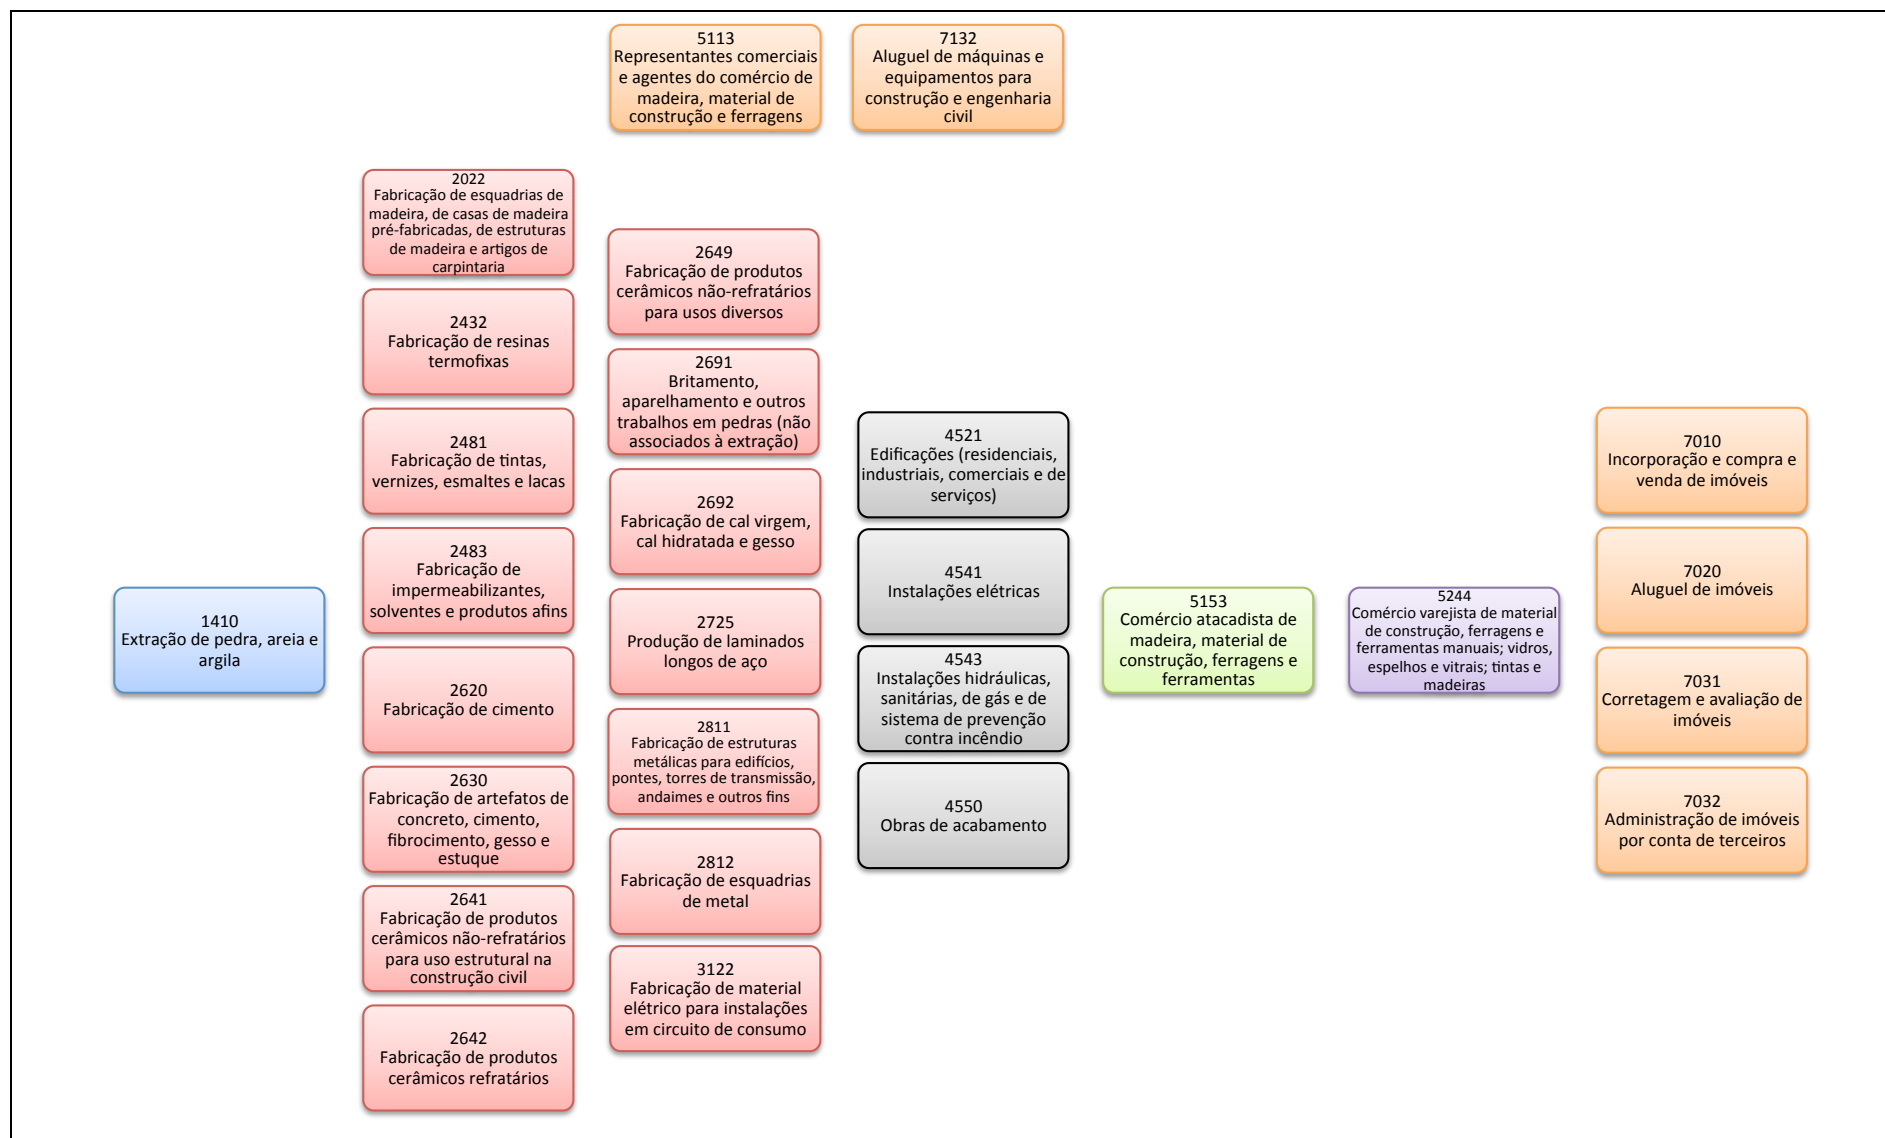 5113
Representantes comerciais
e agentes do comércio de
madeira, material de
construção e ferragens
7132
Aluguel de máquinas e
equipamentos para
construção e engenharia
civil
1410
Extração de pedra, areia e
argila
2022
Fabricação de esquadrias de
madeira, de casas de madeira
pré-fabricadas, de estruturas
de madeira e artigos de
carpintaria
2432
Fabricação de resinas
termofixas
2481
Fabricação de tintas,
vernizes, esmaltes e lacas
2483
Fabricação de
impermeabilizantes,
solventes e produtos afins
2620
Fabricação de cimento
2630
Fabricação de artefatos de
concreto, cimento,
fibrocimento, gesso e
estuque
2641
Fabricação de produtos
cerâmicos não-refratários
para uso estrutural na
construção civil
2642
Fabricação de produtos
cerâmicos refratários
2649
Fabricação de produtos
cerâmicos não-refratários
para usos diversos
2691
Britamento,
aparelhamento e outros
trabalhos em pedras (não
associados à extração)
2692
Fabricação de cal virgem,
cal hidratada e gesso
2725
Produção de laminados
longos de aço
2811
Fabricação de estruturas
metálicas para edifícios,
pontes, torres de transmissão,
andaimes e outros fins
2812
Fabricação de esquadrias
de metal
3122
Fabricação de material
elétrico para instalações
em circuito de consumo
4521
Edificações (residenciais,
industriais, comerciais e de
serviços)
4541
Instalações elétricas
4543
Instalações hidráulicas,
sanitárias, de gás e de
sistema de prevenção
contra incêndio
4550
Obras de acabamento
5153
Comércio atacadista de
madeira, material de
construção, ferragens e
ferramentas
5244
Comércio varejista de material
de construção, ferragens e
ferramentas manuais; vidros,
espelhos e vitrais; tintas e
madeiras
7010
Incorporação e compra e
venda de imóveis
7020
Aluguel de imóveis
7031
Corretagem e avaliação de
imóveis
7032
Administração de imóveis
por conta de terceiros